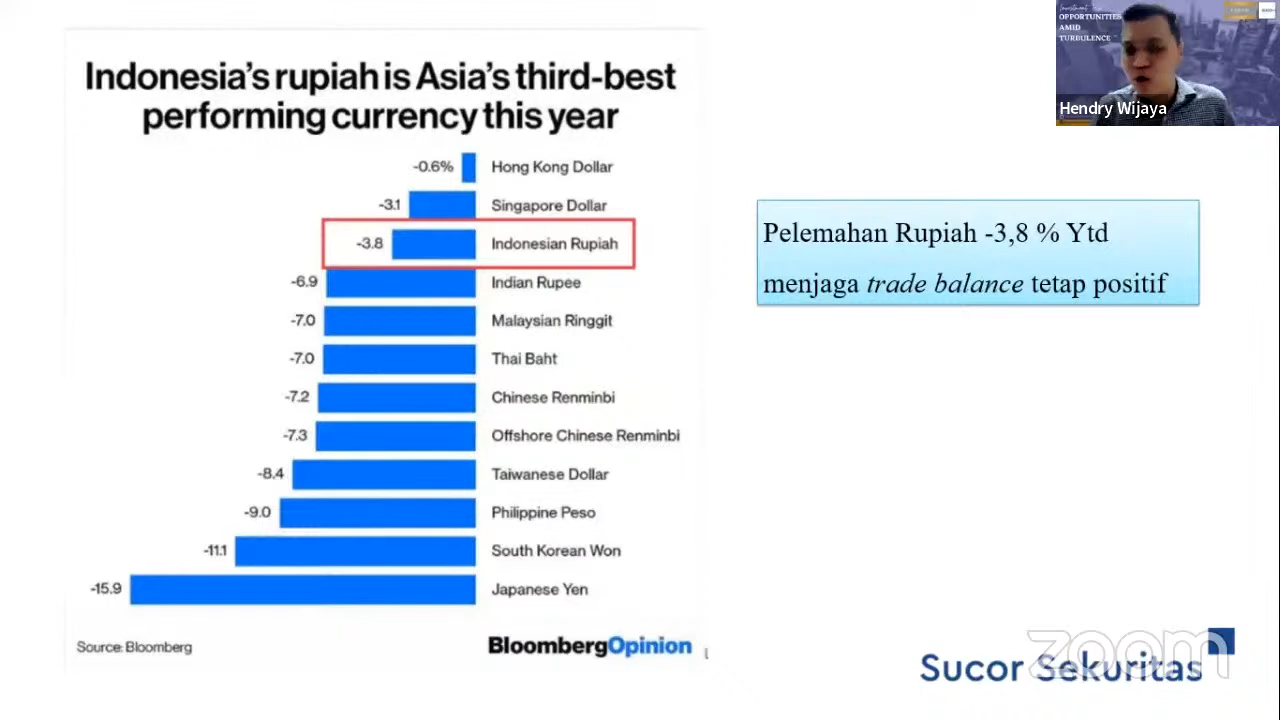 Indonesia's rupiah is Asia's third-best
performing currency this year
-0.6% Hong Kong Dollar
-3.1 Singapore Dollar
-3.8 Indonesian Rupiah
-6.9 Indian Rupee
-7.0 Malaysian Ringgit
-7.0 Thai Baht
-7.2 Chinese Renminbi
-7.3 Offshore Chinese Renminbi
-8.4 Taiwanese Dollar
-9.0 Philippine Peso
-11.1 South Korean Won
-15.9 Japanese Yen
Source: Bloomberg
BloombergOpinion
OPPORTUNITIES
AMID
TURBULENCE
Hendry Wijaya
Pelemahan Rupiah -3,8 % Ytd
menjaga trade balance tetap positif
zoom
Sucor Sekuritas